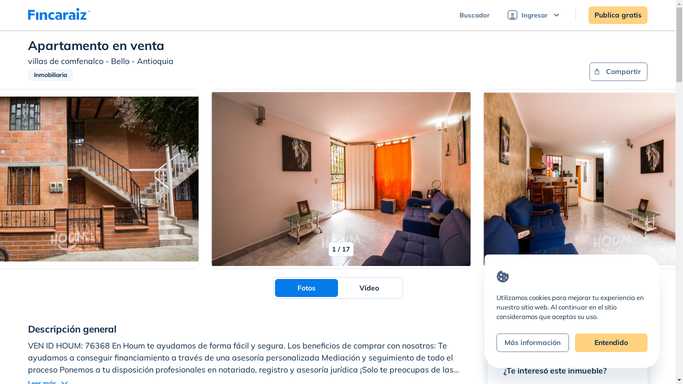 Fincaraiz
Buscador
Ingresar
Publica gratis
Apartamento en venta
villas de comfenalco - Bello - Antioquia
Inmobiliaria
Compartir
HOUM
HOUM
1 / 17
Fotos
Vídeo
Descripción general
VEN ID HOUM: 76368 En Houm te ayudamos de forma fácil y segura. Los beneficios de comprar con nosotros: Te
ayudamos a conseguir financiamiento a través de una asesoría personalizada Mediación y seguimiento de todo el
proceso Ponemos a tu disposición profesionales en notariado, registro y asesoría jurídica ¡Solo te preocupas de las...
Leer más
Utilizamos cookies para mejorar tu experiencia en
nuestro sitio web. Al continuar en el sitio
consideramos que aceptas su uso.
Más información
Entendido
¿Te interesó este inmueble?